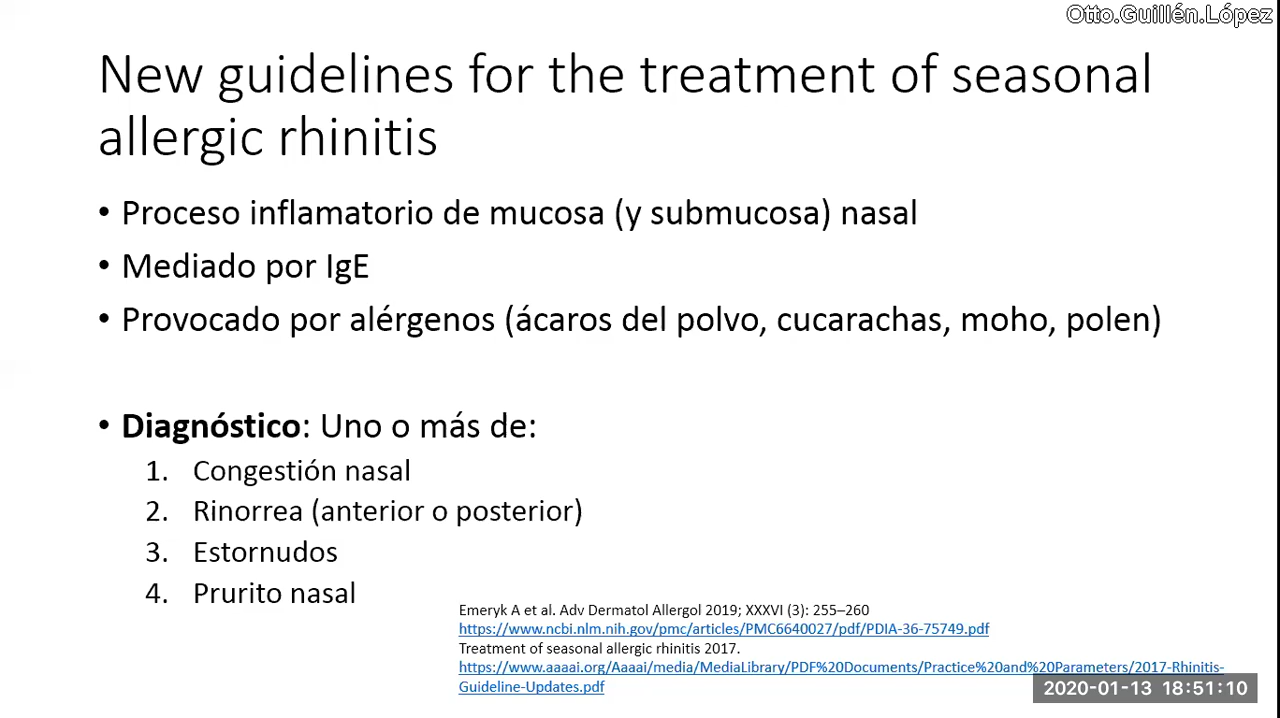 Otto.Guillén.López
New guidelines for the treatment of seasonal
allergic rhinitis
• Proceso inflamatorio de mucosa (y submucosa) nasal
• Mediado por IgE
• Provocado por alérgenos (ácaros del polvo, cucarachas, moho, polen)
• Diagnóstico: Uno o más de:
1. Congestión nasal
2. Rinorrea (anterior o posterior)
3. Estornudos
4. Prurito nasal
Emeryk A et al. Adv Dermatol Allergol 2019; XXXVI (3): 255–260
https://www.ncbi.nlm.nih.gov/pmc/articles/PMC6640027/pdf/PDIA-36-75749.pdf
Treatment of seasonal allergic rhinitis 2017.
https://www.aaaai.org/Aaaai/media/MediaLibrary/PDF%20Documents/Practice%20and%20Parameters/2017-Rhinitis-
Guideline-Updates.pdf
2020-01-13 18:51:10